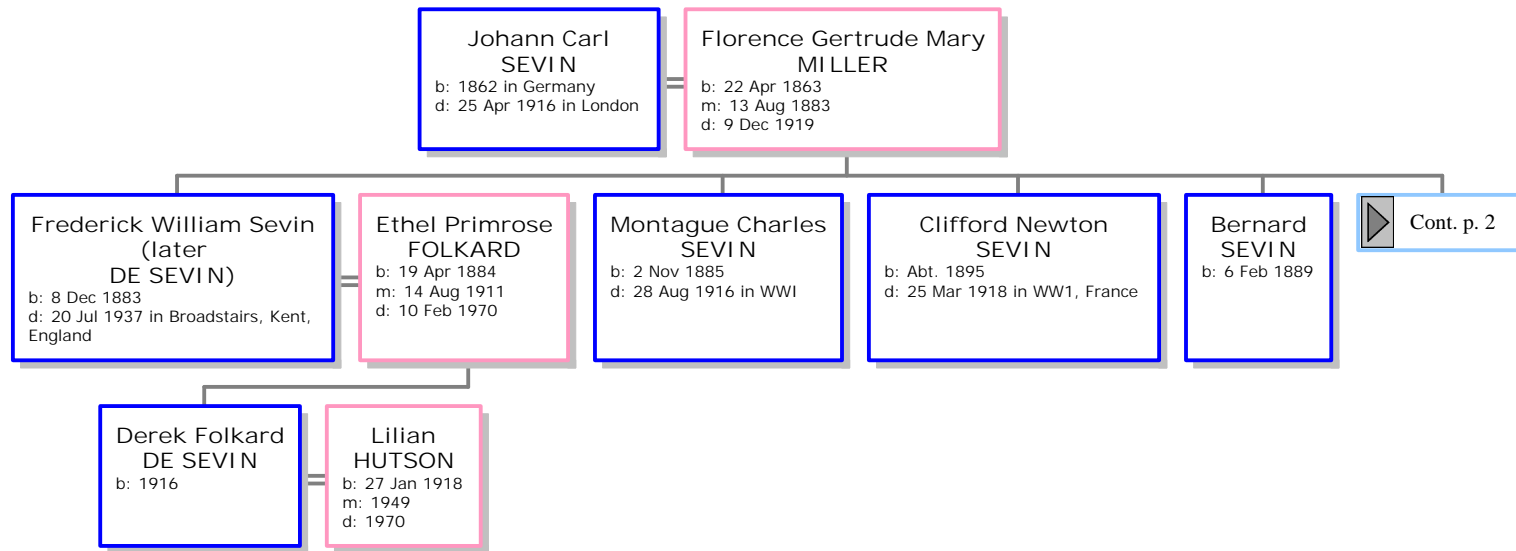 Johann Carl
SEVIN
b: 1862 in Germany
d: 25 Apr 1916 in London
Florence Gertrude Mary
MILLER
b: 22 Apr 1863
m: 13 Aug 1883
d: 9 Dec 1919
Frederick William Sevin
(later
DE SEVIN)
b: 8 Dec 1883
d: 20 Jul 1937 in Broadstairs, Kent,
England
Ethel Primrose
FOLKARD
b: 19 Apr 1884
m: 14 Aug 1911
d: 10 Feb 1970
Montague Charles
SEVIN
b: 2 Nov 1885
d: 28 Aug 1916 in WWI
Clifford Newton
SEVIN
b: Abt. 1895
d: 25 Mar 1918 in WW1, France
Bernard
SEVIN
b: 6 Feb 1889
Cont. p. 2
Derek Folkard
DE SEVIN
b: 1916
Lilian
HUTSON
b: 27 Jan 1918
m: 1949
d: 1970